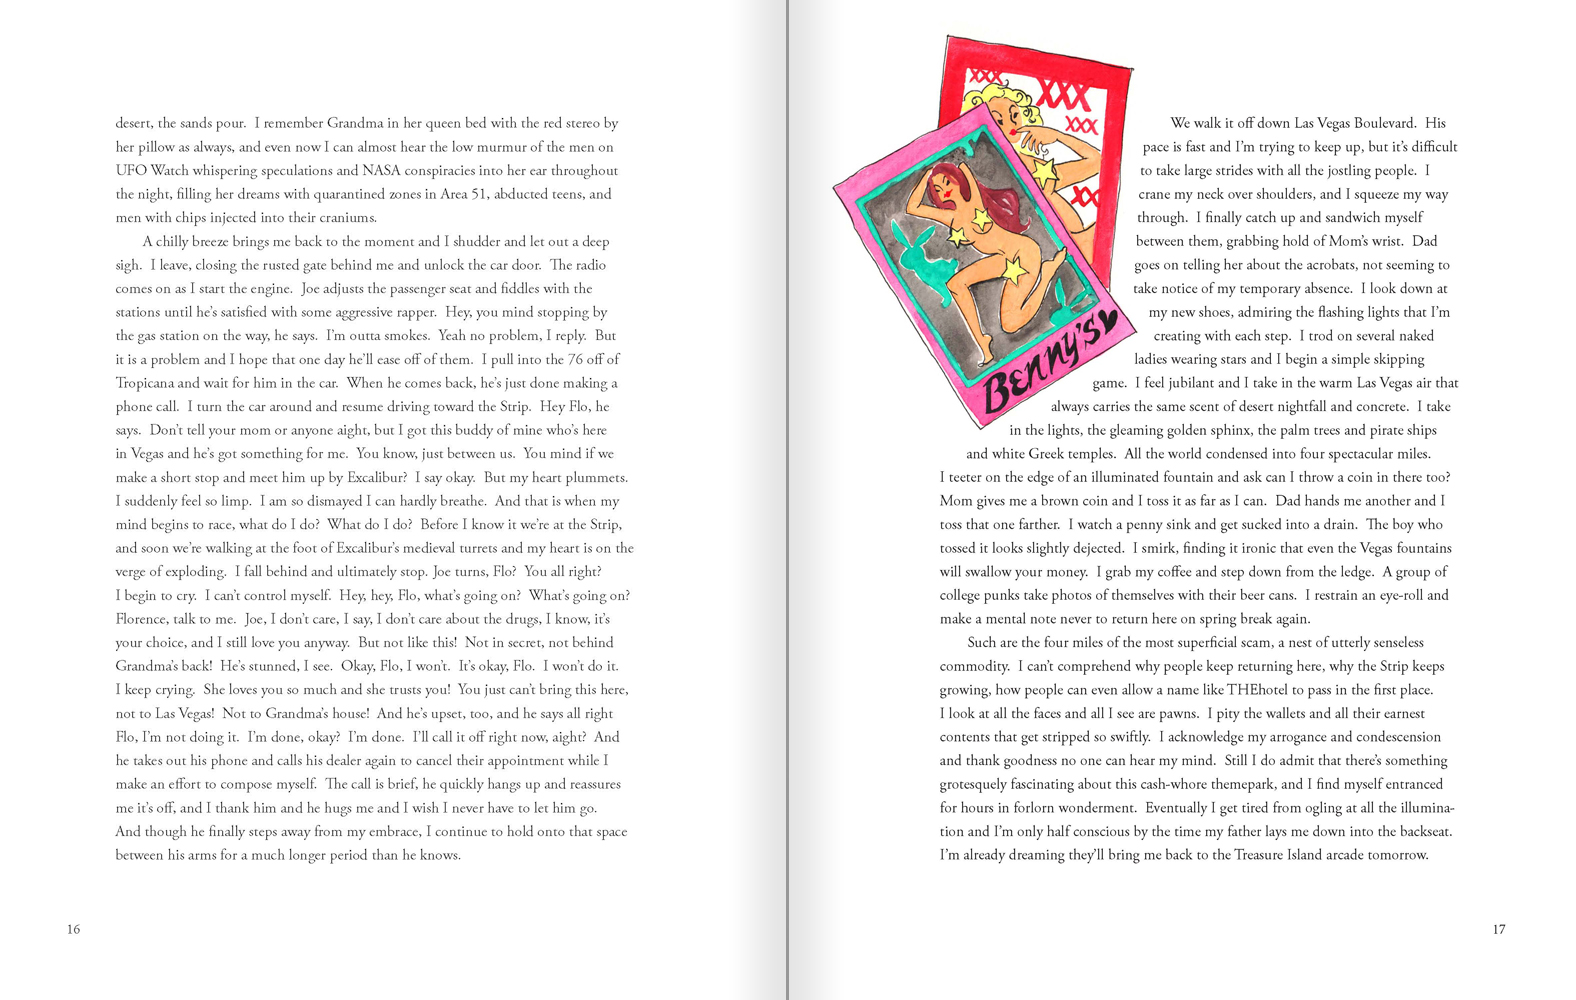 desert, the sands pour.  I remember Grandma in her queen bed with the red stereo by
her pillow as always, and even now I can almost hear the low murmur of the men on
UFO Watch whispering speculations and NASA conspiracies into her ear throughout
the night, filling her dreams with quarantined zones in Area 51, abducted teens, and
men with chips injected into their craniums.
A chilly breeze brings me back to the moment and I shudder and let out a deep
sigh.  I leave, closing the rusted gate behind me and unlock the car door.  The radio
comes on as I start the engine.  Joe adjusts the passenger seat and fiddles with the
stations until he's satisfied with some aggressive rapper.  Hey, you mind stopping by
the gas station on the way, he says.  I'm outta smokes.  Yeah no problem, I reply.  But
it is a problem and I hope that one day he'll ease off of them.  I pull into the 76 off of
Tropicana and wait for him in the car.  When he comes back, he's just done making a
phone call.  I turn the car around and resume driving toward the Strip.  Hey Flo, he
says.  Don't tell your mom or anyone aight, but I got this buddy of mine who's here
in Vegas and he's got something for me.  You know, just between us.  You mind if we
make a short stop and meet him up by Excalibur?  I say okay.  But my heart plummets.
I suddenly feel so limp.  I am so dismayed I can hardly breathe.  And that is when my
mind begins to race, what do I do?  What do I do?  Before I know it we're at the Strip,
and soon we're walking at the foot of Excalibur's medieval turrets and my heart is on the
verge of exploding.  I fall behind and ultimately stop. Joe turns, Flo?  You all right?
I begin to cry.  I can't control myself.  Hey, hey, Flo, what's going on?  What's going on?
Florence, talk to me.  Joe, I don't care, I say, I don't care about the drugs, I know, it's
your choice, and I still love you anyway.  But not like this!  Not in secret, not behind
Grandma's back!  He's stunned, I see.  Okay, Flo, I won't.  It's okay, Flo.  I won't do it.
I keep crying.  She loves you so much and she trusts you!  You just can't bring this here,
not to Las Vegas!  Not to Grandma's house!  And he's upset, too, and he says all right
Flo, I'm not doing it.  I'm done, okay?  I'm done.  I'll call it off right now, aight?  And
he takes out his phone and calls his dealer again to cancel their appointment while I
make an effort to compose myself.  The call is brief, he quickly hangs up and reassures
me it's off, and I thank him and he hugs me and I wish I never have to let him go.
And though he finally steps away from my embrace, I continue to hold onto that space
between his arms for a much longer period than he knows.
16
XXX
XXX
XXX
XX
BENNY'S
We walk it off down Las Vegas Boulevard.  His
pace is fast and I'm trying to keep up, but it's difficult
to take large strides with all the jostling people.  I
crane my neck over shoulders, and I squeeze my way
through.  I finally catch up and sandwich myself
between them, grabbing hold of Mom's wrist.  Dad
goes on telling her about the acrobats, not seeming to
take notice of my temporary absence.  I look down at
my new shoes, admiring the flashing lights that I'm
creating with each step.  I trod on several naked
ladies wearing stars and I begin a simple skipping
game.  I feel jubilant and I take in the warm Las Vegas air that
always carries the same scent of desert nightfall and concrete.  I take
in the lights, the gleaming golden sphinx, the palm trees and pirate ships
and white Greek temples.  All the world condensed into four spectacular miles.
I teeter on the edge of an illuminated fountain and ask can I throw a coin in there too?
Mom gives me a brown coin and I toss it as far as I can.  Dad hands me another and I
toss that one farther.  I watch a penny sink and get sucked into a drain.  The boy who
tossed it looks slightly dejected.  I smirk, finding it ironic that even the Vegas fountains
will swallow your money.  I grab my coffee and step down from the ledge.  A group of
college punks take photos of themselves with their beer cans.  I restrain an eye-roll and
make a mental note never to return here on spring break again.
Such are the four miles of the most superficial scam, a nest of utterly senseless
commodity.  I can't comprehend why people keep returning here, why the Strip keeps
growing, how people can even allow a name like THEhotel to pass in the first place.
I look at all the faces and all I see are pawns.  I pity the wallets and all their earnest
contents that get stripped so swiftly.  I acknowledge my arrogance and condescension
and thank goodness no one can hear my mind.  Still I do admit that there's something
grotesquely fascinating about this cash-whore themepark, and I find myself entranced
for hours in forlorn wonderment.  Eventually I get tired from ogling at all the illumina-
tion and I'm only half conscious by the time my father lays me down into the backseat.
I'm already dreaming they'll bring me back to the Treasure Island arcade tomorrow.
17